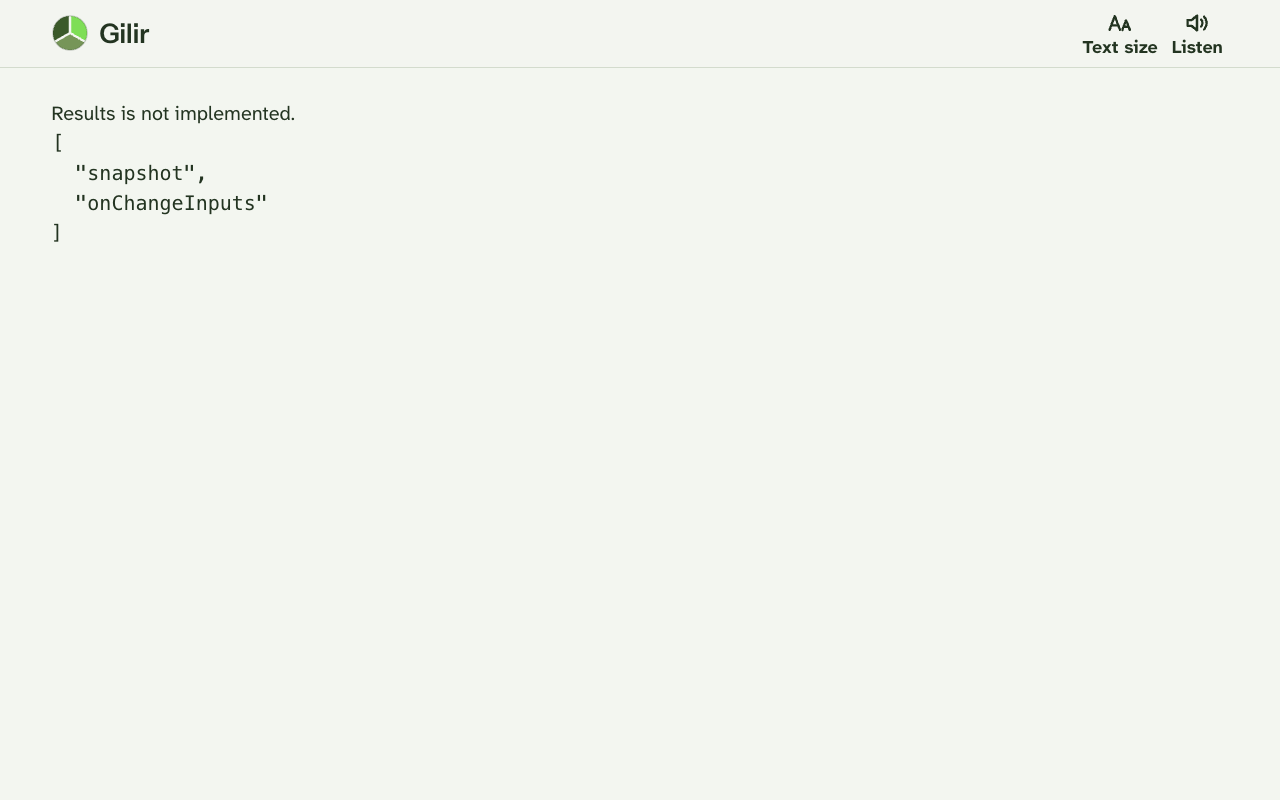 Gilir
Text size
Listen
Results is not implemented.
[
  "snapshot",
  "onChangeInputs"
]